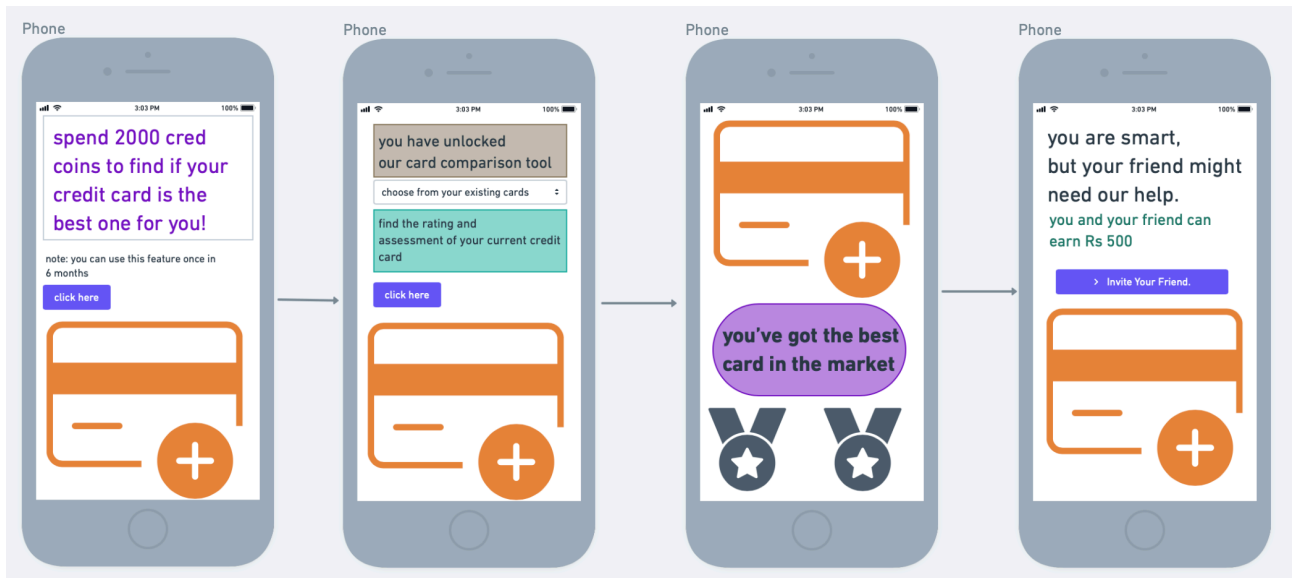 Phone
3:03 PM
100%
spend 2000 cred
coins to find if your
credit card is the
best one for you!
note: you can use this feature once in
6 months
click here
Phone
3:03 PM
100%
you have unlocked
our card comparison tool
choose from your existing cards
find the rating and
assessment of your current credit
card
click here
Phone
3:03 PM
100%
you've got the best
card in the market
Phone
3:03 PM
100%
you are smart,
but your friend might
need our help.
you and your friend can
earn Rs 500
Invite Your Friend.